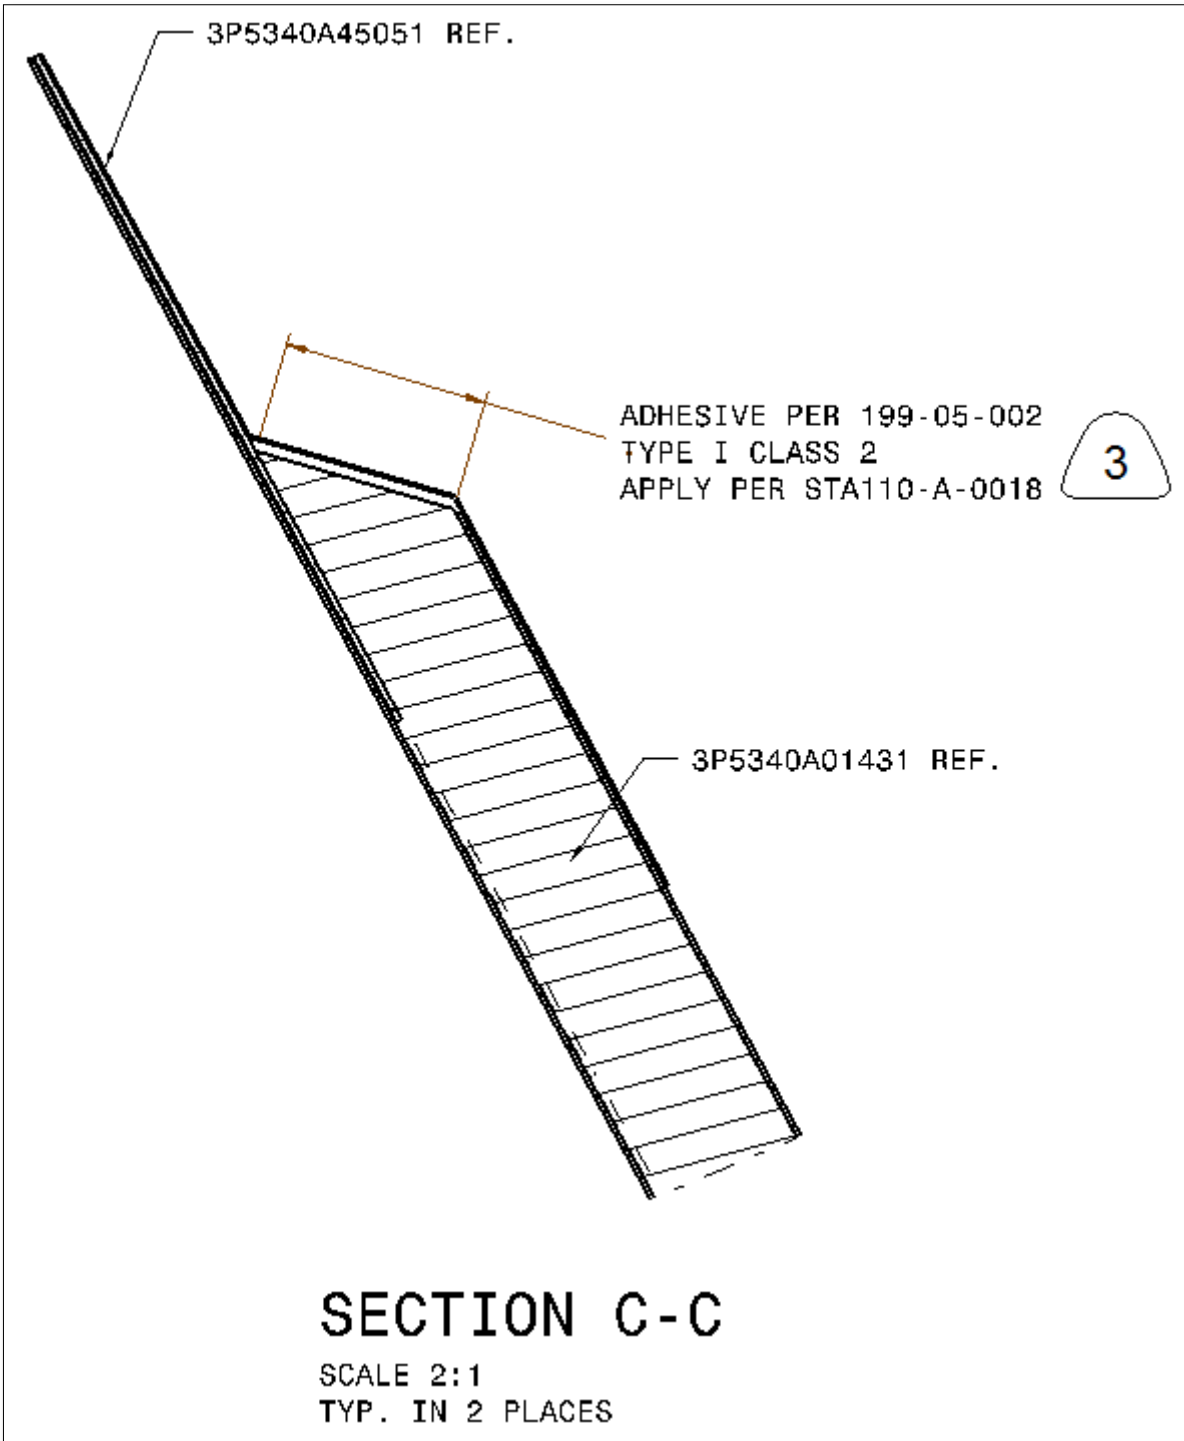 3P5340A45051 REF.
ADHESIVE PER 199-05-002
TYPE I CLASS 2
APPLY PER STA110-A-0018
3
3P5340A01431 REF.
SECTION C-C
SCALE 2:1
TYP. IN 2 PLACES